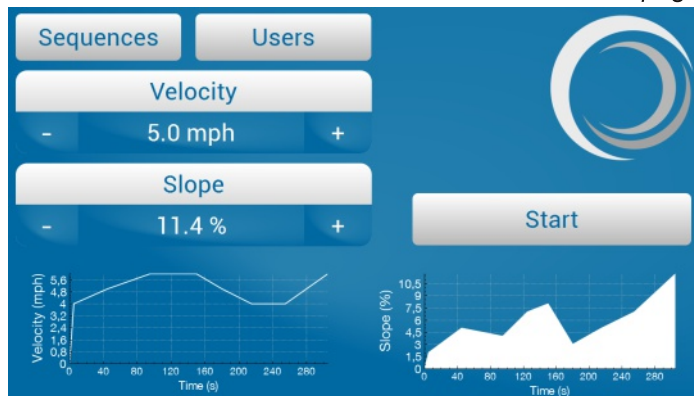 Sequences Users
Velocity
- 5.0 mph +
Slope
- 11.4 % +
Start
Velocity (mph)
5,6
4,8
4
3,2
2,4
1,6
0,8
0
0 40 80 120 160 200 240 280
Time (s)
Slope (%)
10,5
9
7,5
6
4,5
3
1,5
0
0 40 80 120 160 200 240 280
Time (s)